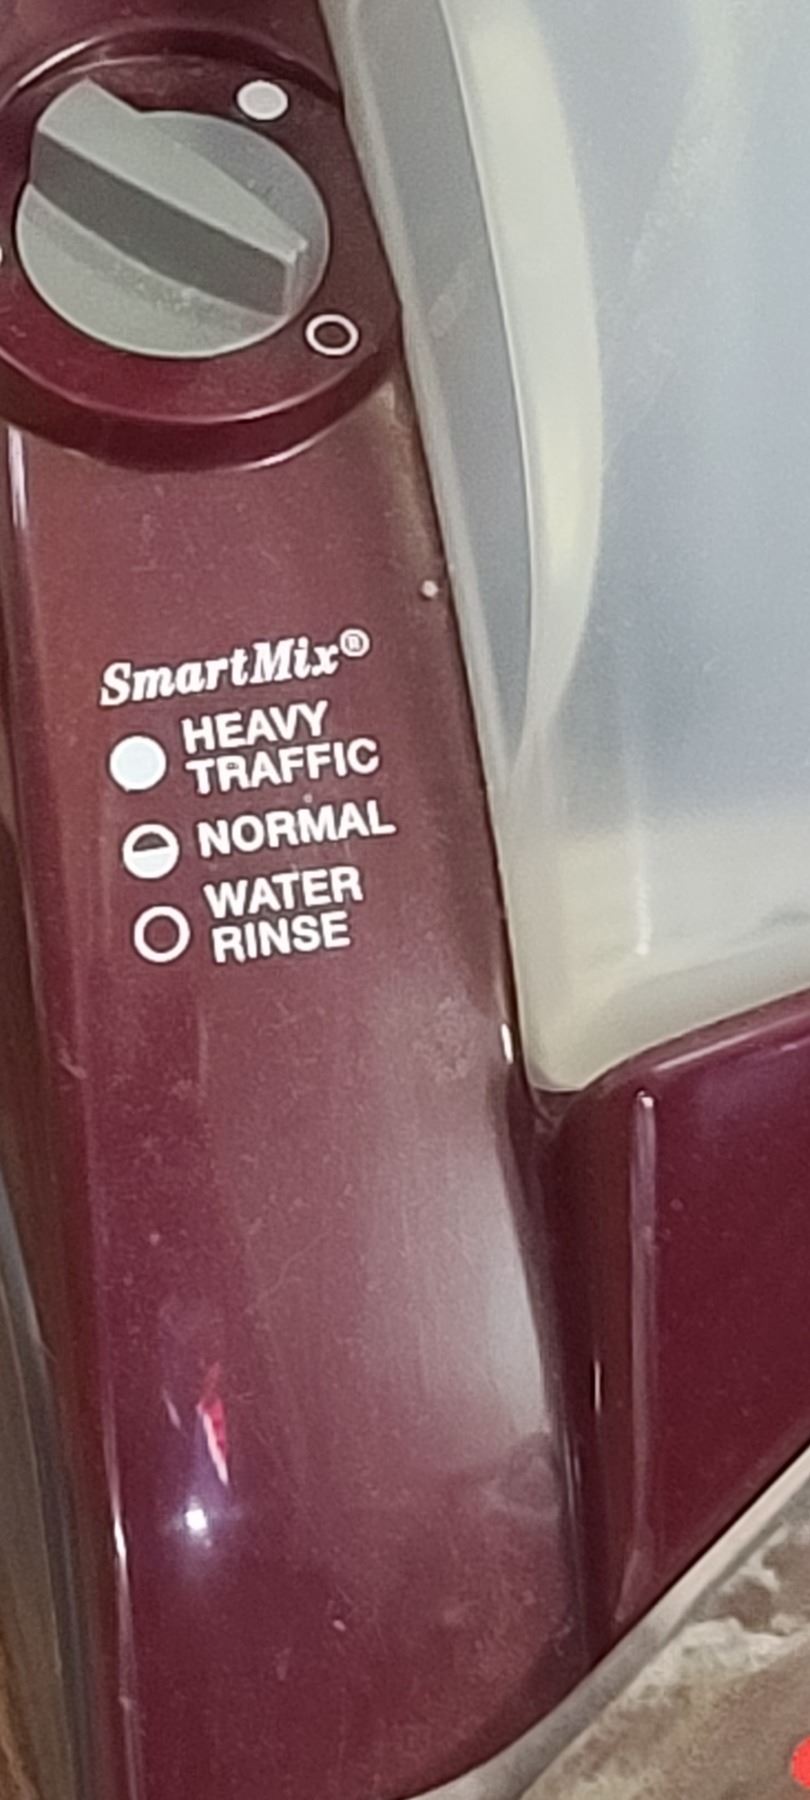 SmartMix®
HEAVY
TRAFFIC
NORMAL
WATER
RINSE